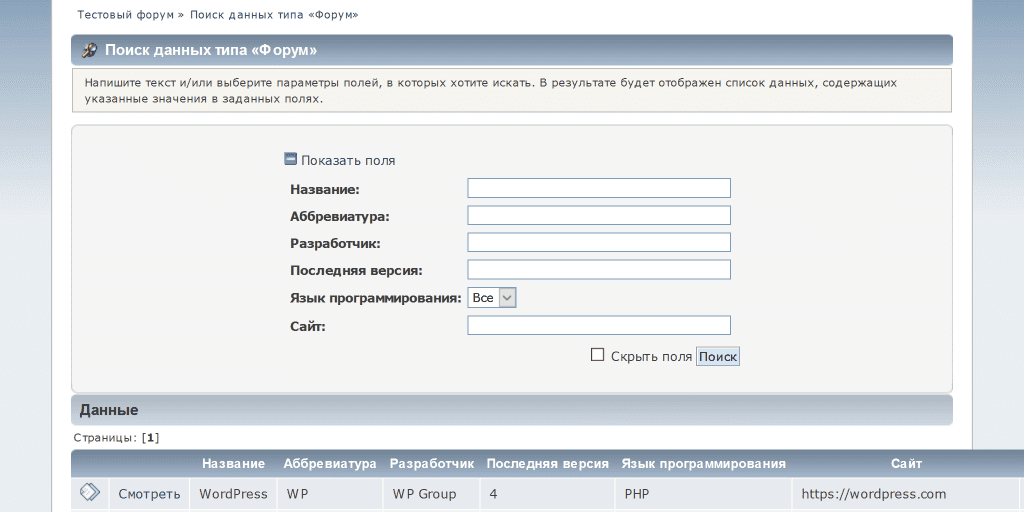 Тестовый форум » Поиск данных типа «Форум»
Поиск данных типа «Форум»
Напишите текст и/или выберите параметры полей, в которых хотите искать. В результате будет отображен список данных, содержащих
указанные значения в заданных полях.
Показать поля
Название:
Аббревиатура:
Разработчик:
Последняя версия:
Язык программирования: Все
Сайт:
Скрыть поля Поиск
Данные
Страницы: [1]
Название Аббревиатура Разработчик Последняя версия Язык программирования Сайт
Смотреть WordPress WP WP Group 4 PHP https://wordpress.com